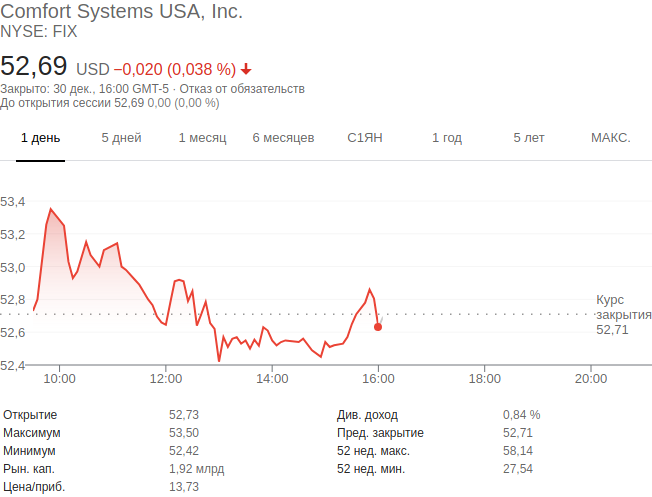 Comfort Systems USA, Inc.
NYSE: FIX
52,69 USD −0,020 (0,038 %)
Закрыто: 30 дек., 16:00 GMT-5 · Отказ от обязательств
До открытия сессии 52,69 0,00 (0,00 %)
1 день 5 дней 1 месяц 6 месяцев С1ЯН 1 год 5 лет МАКС.
53,4
53,2
53,0
52,8
52,6
52,4
Курс
закрытия
52,71
10:00 12:00 14:00 16:00 18:00 20:00
Открытие 52,73 Див. доход 0,84 %
Максимум 53,50 Пред. закрытие 52,71
Минимум 52,42 52 нед. макс. 58,14
Рын. кап. 1,92 млрд 52 нед. мин. 27,54
Цена/приб. 13,73